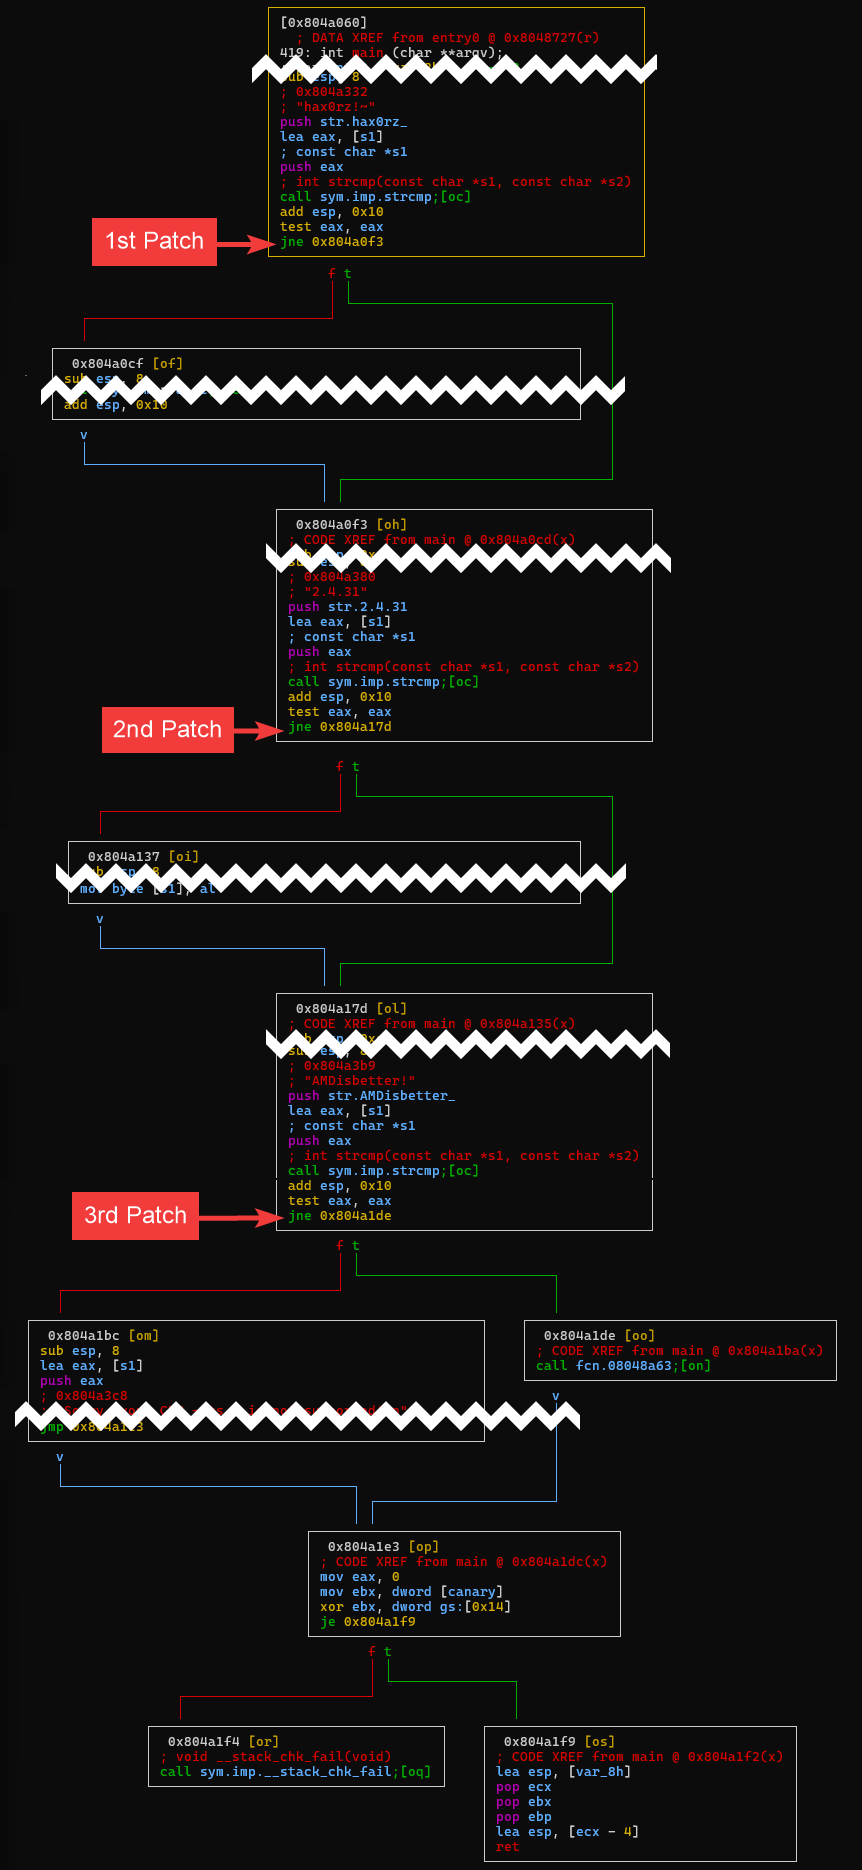 [0x804a060]
; DATA XREF from entry0 @ 0x8048727(r)
419: int main (char **argv);
sub esp, 8
; 0x804a332
; "hax0rz!~"
push str.hax0rz_
lea eax, [s1]
; const char *s1
push eax
; int strcmp(const char *s1, const char *s2)
call sym.imp.strcmp;[oc]
add esp, 0x10
test eax, eax
1st Patch
jne 0x804a0f3
f t
0x804a0cf [of]
sub esp, 8
add esp, 0x10
v
0x804a0f3 [oh]
; CODE XREF from main @ 0x804a0cd(x)
; 0x804a380
; "2.4.31"
push str.2.4.31
lea eax, [s1]
; const char *s1
push eax
; int strcmp(const char *s1, const char *s2)
call sym.imp.strcmp;[oc]
add esp, 0x10
test eax, eax
2nd Patch
jne 0x804a17d
f t
0x804a137 [oi]
sub esp, 8
mov byte [s1], al
v
0x804a17d [ol]
; CODE XREF from main @ 0x804a135(x)
sub esp, 8
; 0x804a3b9
; "AMDisbetter!"
push str.AMDisbetter_
lea eax, [s1]
; const char *s1
push eax
; int strcmp(const char *s1, const char *s2)
call sym.imp.strcmp;[oc]
add esp, 0x10
test eax, eax
3rd Patch
jne 0x804a1de
f t
0x804a1bc [om]
sub esp, 8
lea eax, [s1]
push eax
; 0x804a3c8
jmp 0x804a1e3
v
0x804a1de [oo]
; CODE XREF from main @ 0x804a1ba(x)
call fcn.08048a63;[on]
v
0x804a1e3 [op]
; CODE XREF from main @ 0x804a1dc(x)
mov eax, 0
mov ebx, dword [canary]
xor ebx, dword gs:[0x14]
je 0x804a1f9
f t
0x804a1f4 [or]
; void __stack_chk_fail(void)
call sym.imp.__stack_chk_fail;[oq]
0x804a1f9 [os]
; CODE XREF from main @ 0x804a1f2(x)
lea esp, [var_8h]
pop ecx
pop ebx
pop ebp
lea esp, [ecx - 4]
ret